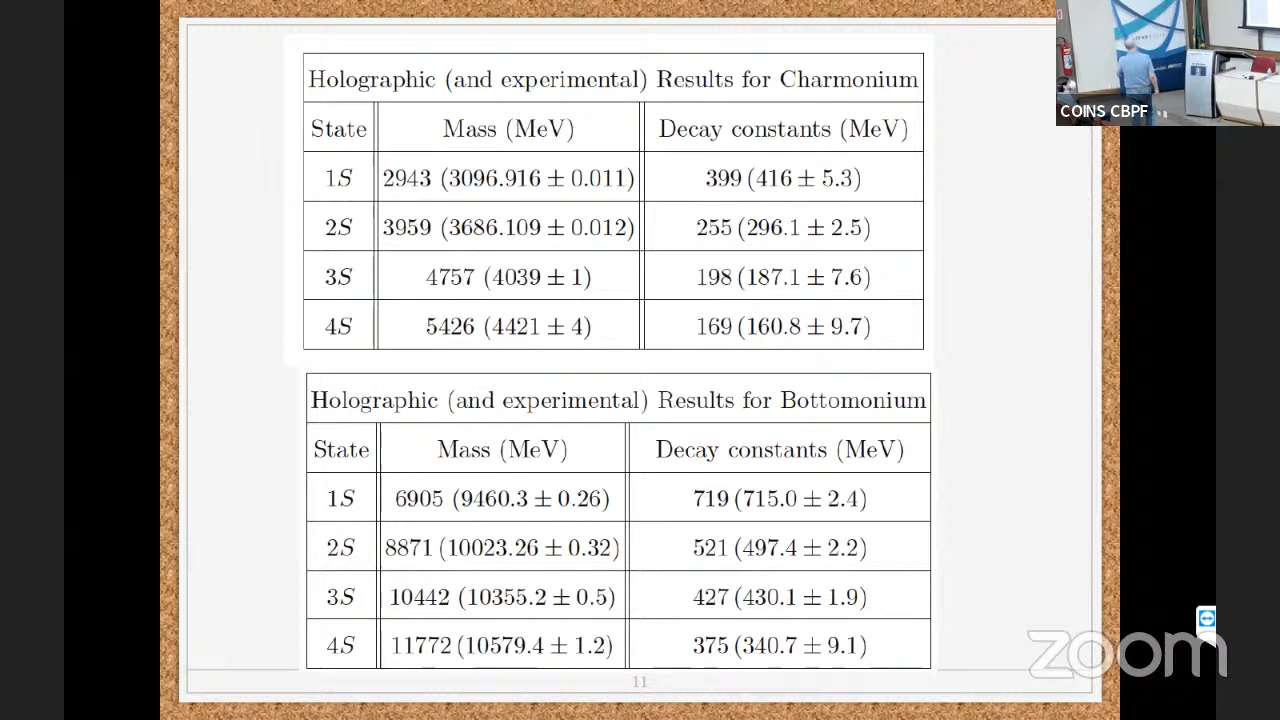 Holographic (and experimental) Results for Charmonium
State Mass (MeV) Decay constants (MeV)
1S 2943 (3096.916 ± 0.011) 399 (416 ± 5.3)
2S 3959 (3686.109 ± 0.012) 255 (296.1 ± 2.5)
3S 4757 (4039 ± 1) 198 (187.1 ± 7.6)
4S 5426 (4421 ± 4) 169 (160.8 ± 9.7)
Holographic (and experimental) Results for Bottomonium
State Mass (MeV) Decay constants (MeV)
1S 6905 (9460.3 ± 0.26) 719 (715.0 ± 2.4)
2S 8871 (10023.26 ± 0.32) 521 (497.4 ± 2.2)
3S 10442 (10355.2 ± 0.5) 427 (430.1 ± 1.9)
4S 11772 (10579.4 ± 1.2) 375 (340.7 ± 9.1)
11
COINS CBPF
zoom